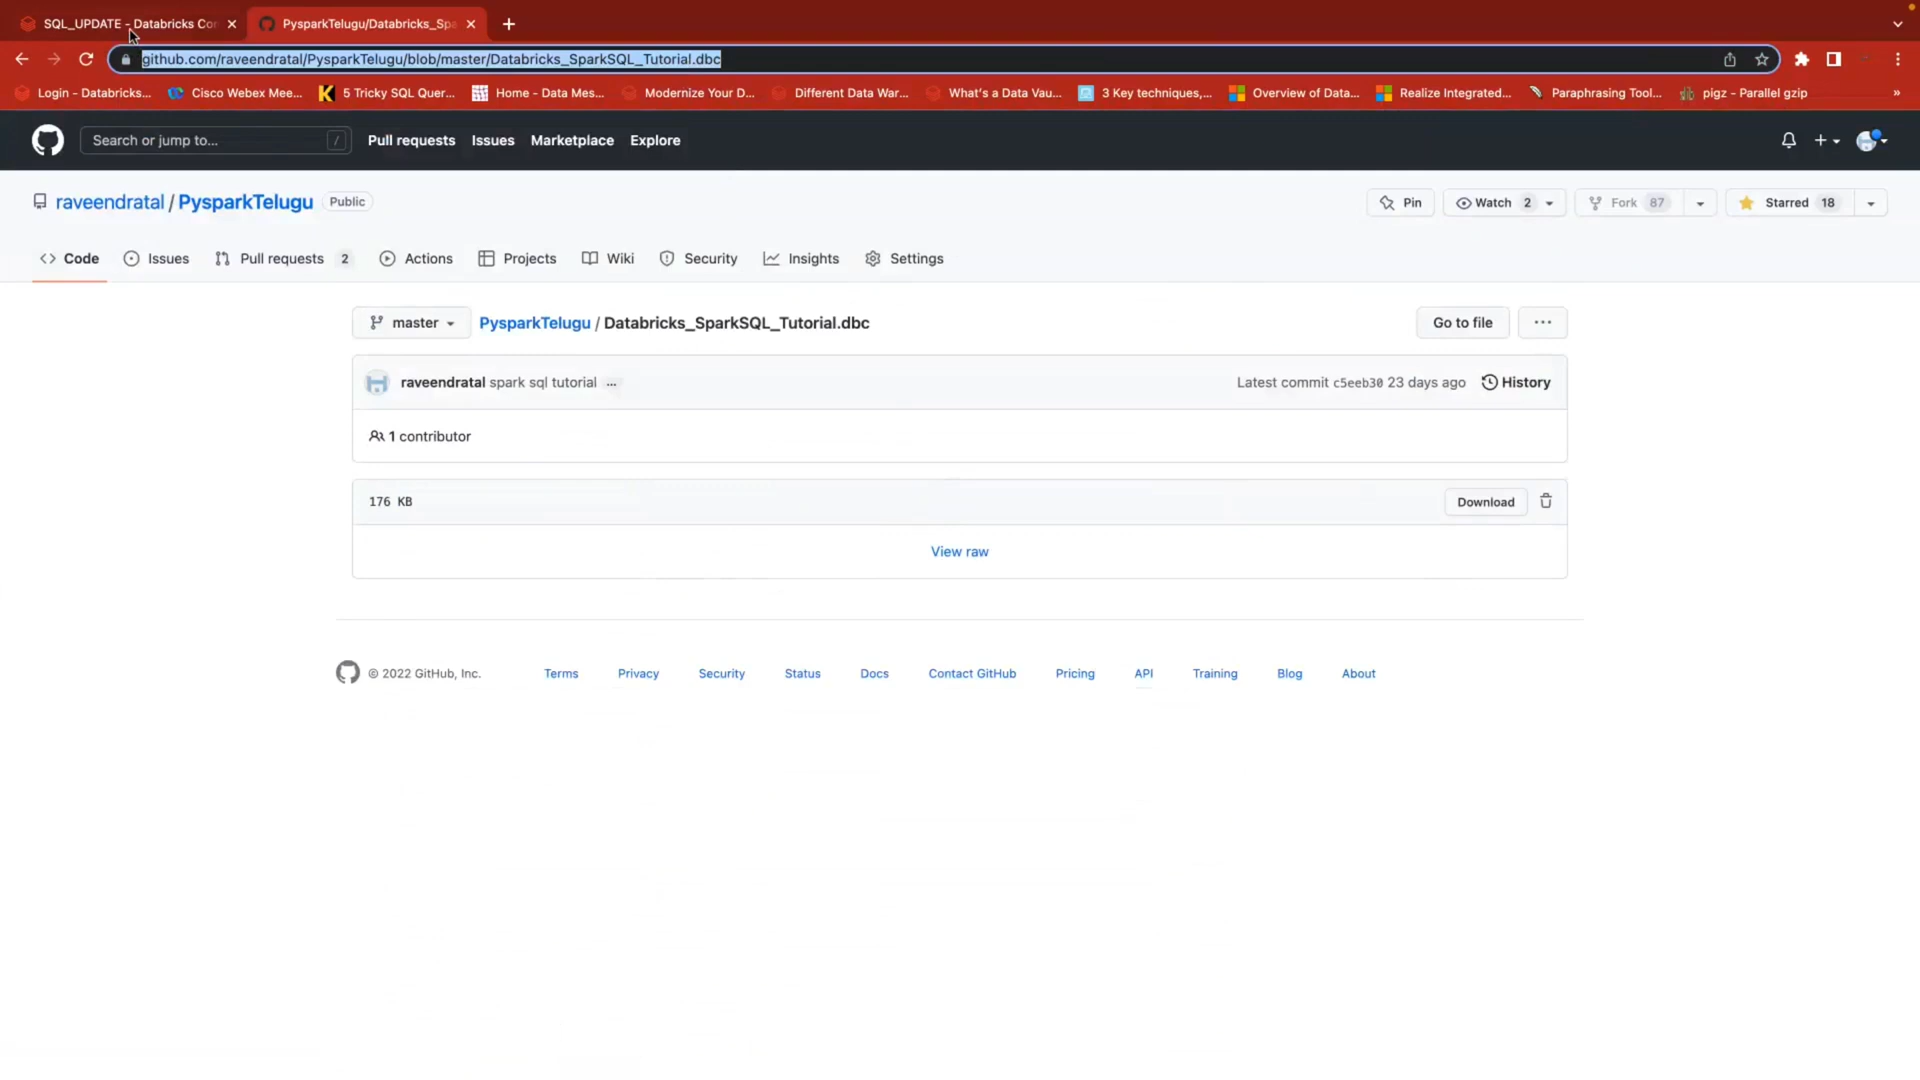 SQL_UPDATE - Databricks Co
PysparkTelugu/Databricks_Spa
github.com/raveendratal/PysparkTelugu/blob/master/Databricks_SparkSQL_Tutorial.dbc
Login - Databricks... Cisco Webex Mee... 5 Tricky SQL Quer... Home - Data Mes... Modernize Your D... Different Data War... What's a Data Vau... 3 Key techniques,... Overview of Data... Realize Integrated... Paraphrasing Tool... pigz - Parallel gzip »
Search or jump to... / Pull requests Issues Marketplace Explore
raveendratal / PysparkTelugu Public
Pin Watch 2 Fork 87 Starred 18
Code Issues Pull requests 2 Actions Projects Wiki Security Insights Settings
master PysparkTelugu / Databricks_SparkSQL_Tutorial.dbc Go to file ...
raveendratal spark sql tutorial ... Latest commit c5eeb30 23 days ago History
1 contributor
176 KB Download
View raw
© 2022 GitHub, Inc. Terms Privacy Security Status Docs Contact GitHub Pricing API Training Blog About